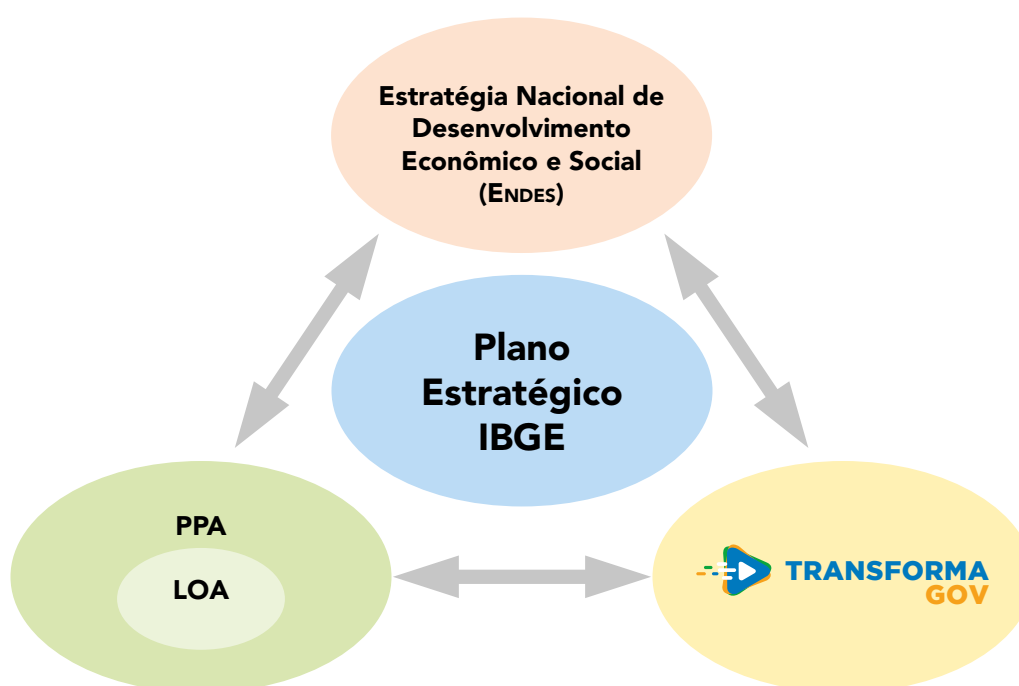 Estratégia Nacional de
Desenvolvimento
Econômico e Social
(ENDES)
Plano
Estratégico
IBGE
PPA
LOA
TRANSFORMA
GOV